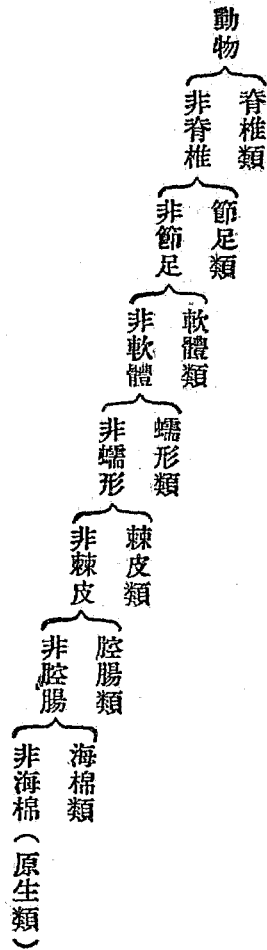 動物
脊椎類
非脊椎
節足類
非節足
軟體類
非軟體
蠕形類
非蠕形
棘皮類
非棘皮
腔腸類
非腔腸
海棉類
非海棉(原生類)